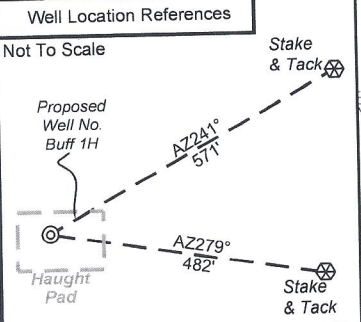 Well Location References
Not To Scale
Stake
& Tack
Proposed
Well No.
Buff 1H
AZ241°
571'
AZ279°
482'
Haught
Pad
Stake
& Tack